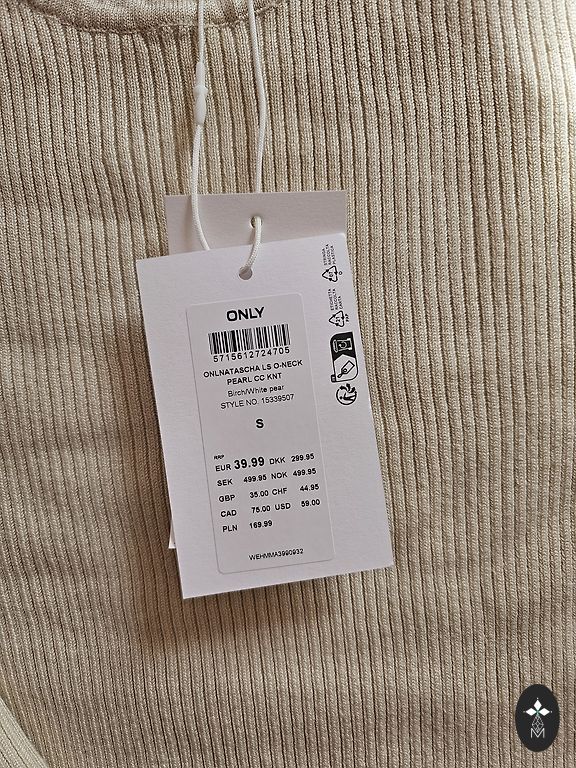 ONLY
5715612724705
ONLNATASCHA LS O-NECK
PEARL CC KNT
Birch/White pear
STYLE NO. 15339507
S
RRP
EUR 39.99 DKK 299.95
SEK 499.95 NOK 499.95
GBP 35.00 CHF 44.95
CAD 75.00 USD 59.00
PLN 169.99
WEHMMA3990932
M